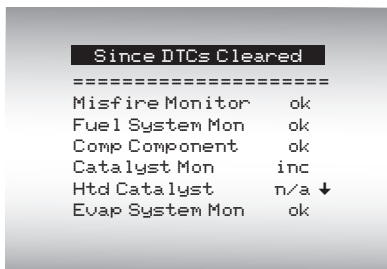 Since DTCs Cleared
=====================
Misfire Monitor ok
Fuel System Mon ok
Comp Component ok
Catalyst Mon inc
Htd Catalyst n/a ↓
Evap System Mon ok